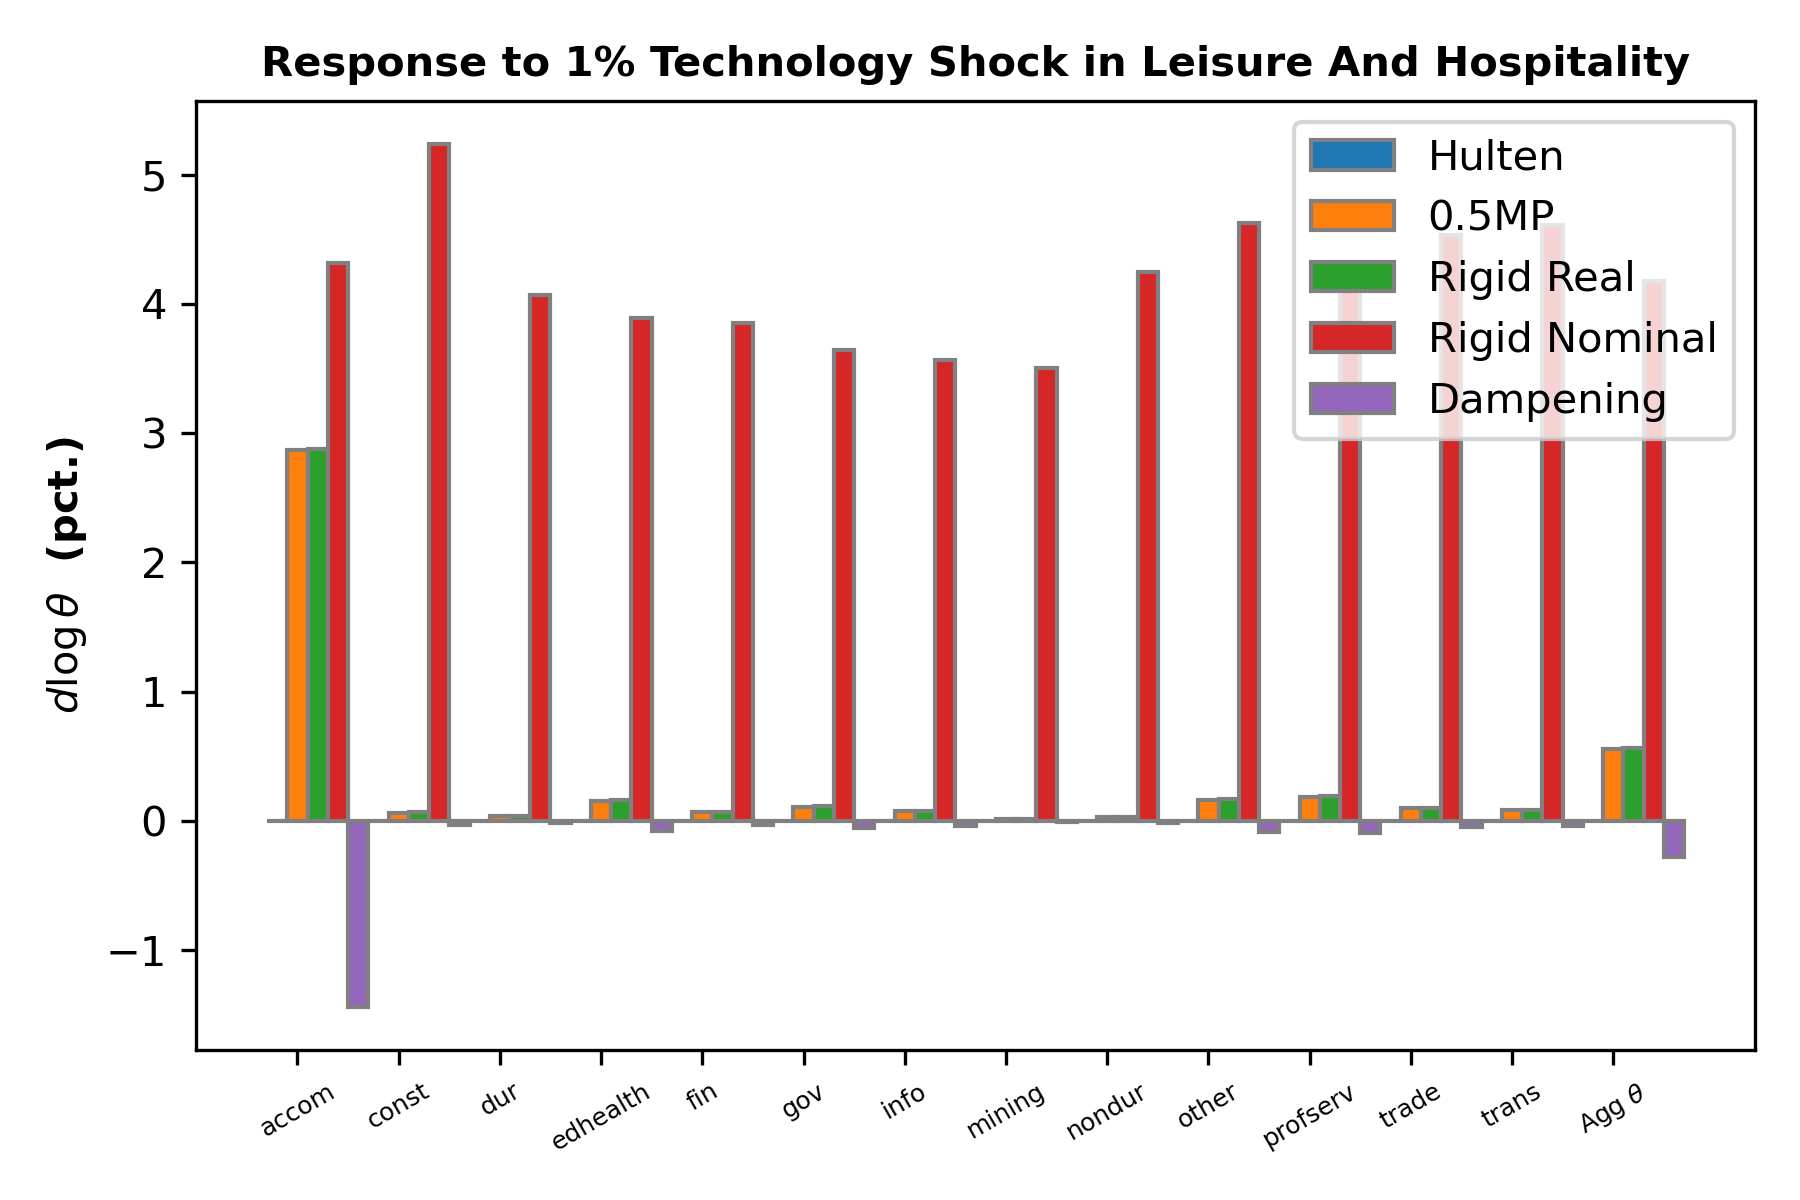 Response to 1% Technology Shock in Leisure And Hospitality
d log θ (pct.)
5
4
3
2
1
0
−1
Hulten
0.5MP
Rigid Real
Rigid Nominal
Dampening
accom const dur edhealth fin gov info mining nondur other profserv trade trans Agg θ